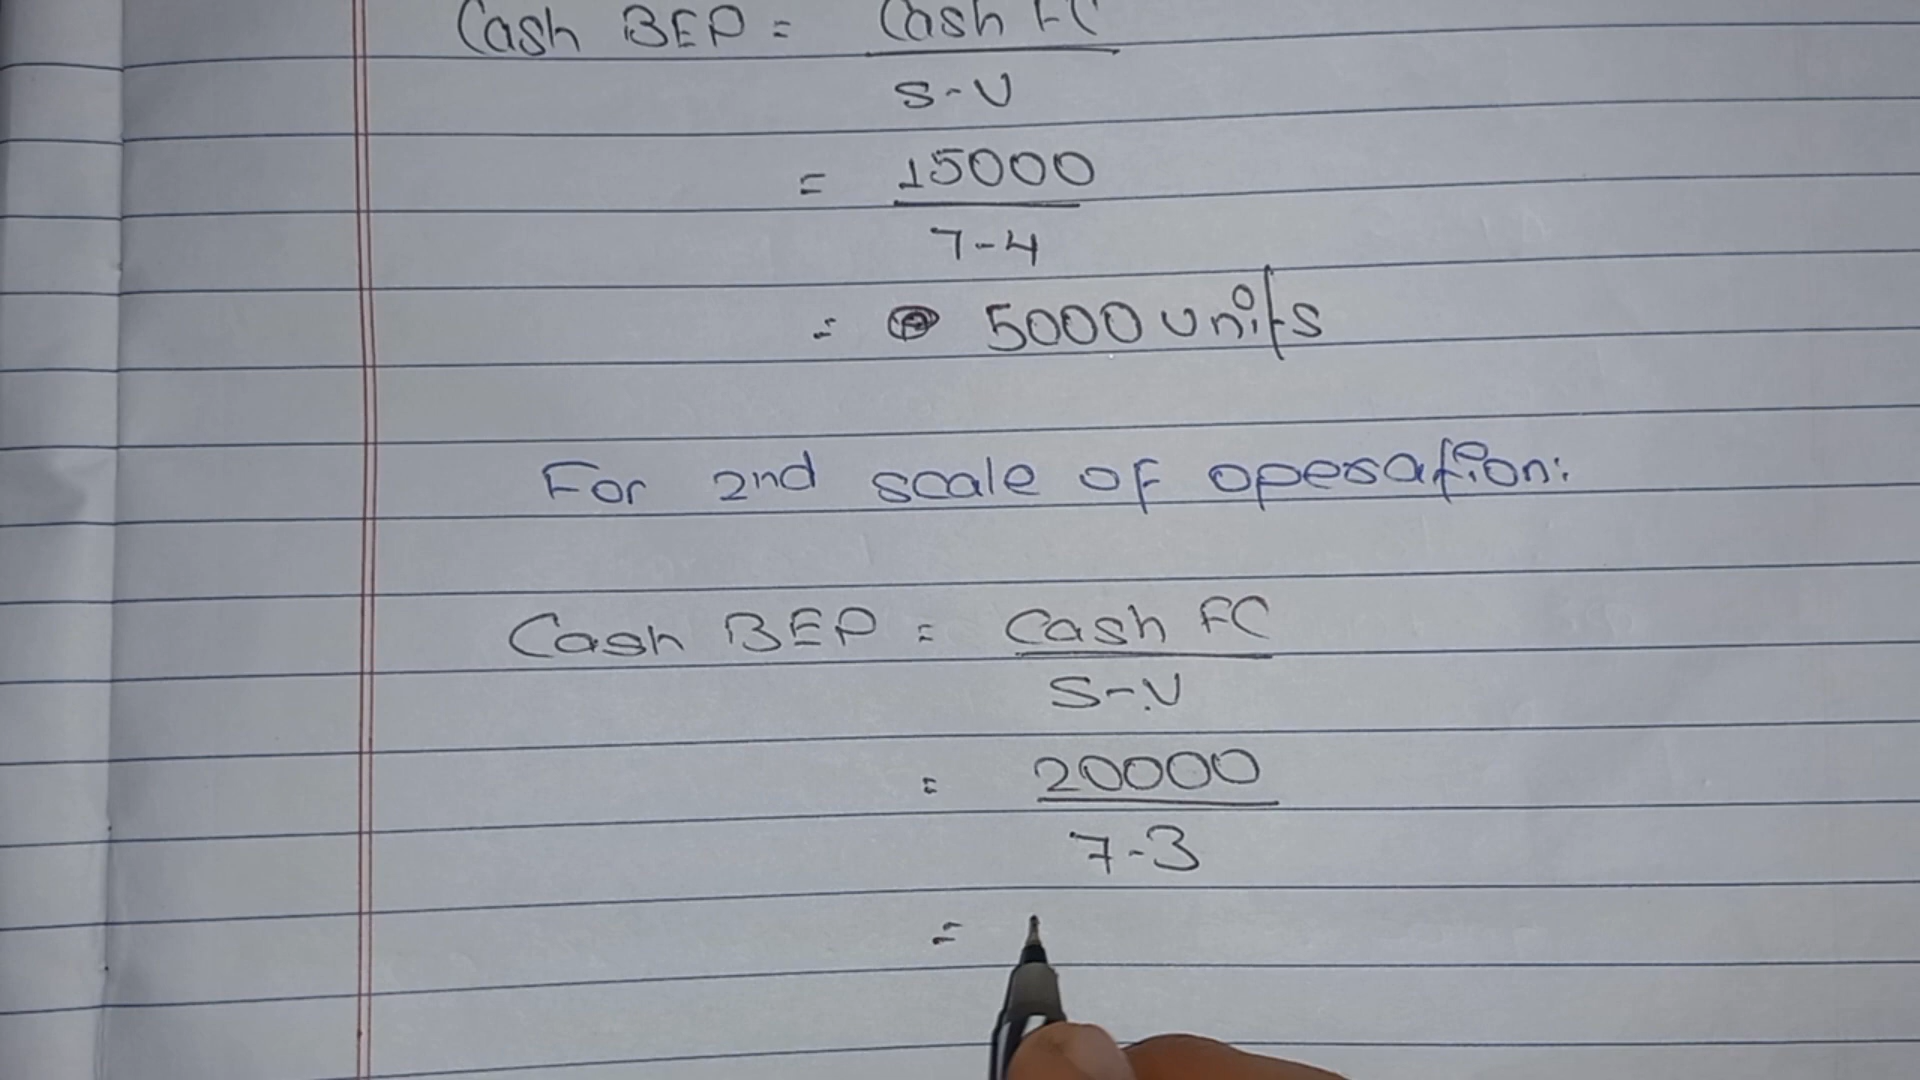 Cash BEP = Cash FC
S-V
= 15000
7-4
= 5000 units
For 2nd scale of operation:
Cash BEP = Cash FC
S-V
= 20000
7-3
=